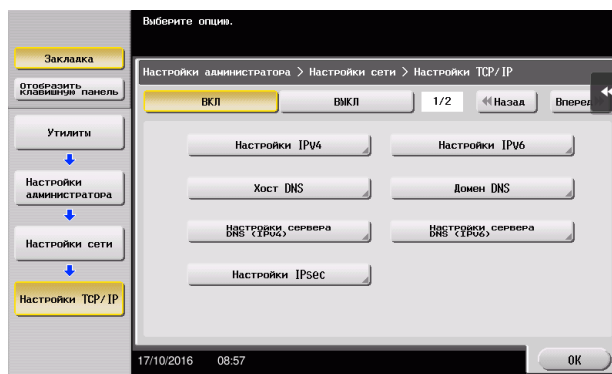 Выберите опцию.
Закладка
Отобразить
клавишную панель
Утилиты
Настройки
администратора
Настройки сети
Настройки TCP/IP
Настройки администратора > Настройки сети > Настройки TCP/IP
ВКЛ ВЫКЛ 1/2 Назад Вперед
Настройки IPv4 Настройки IPv6
Хост DNS Домен DNS
Настройки сервера
DNS (IPv4)
Настройки сервера
DNS (IPv6)
Настройки IPsec
17/10/2016 08:57
OK